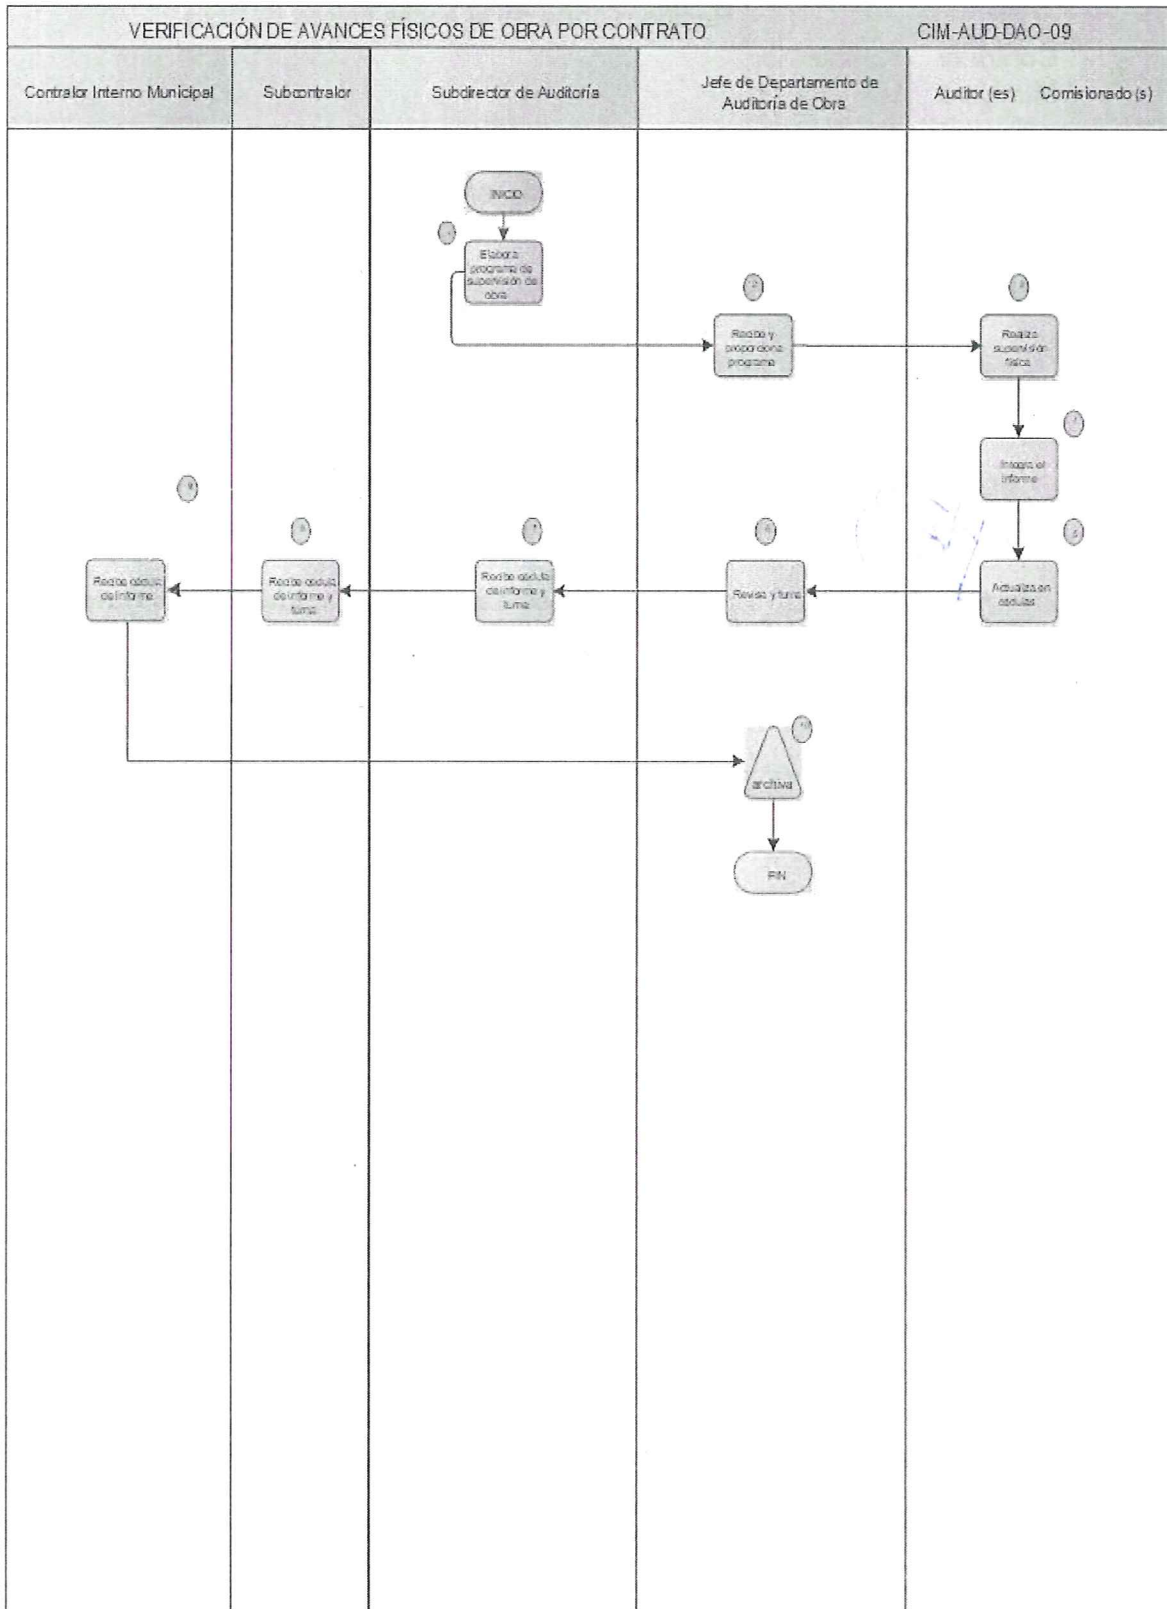 VERIFICACIÓN DE AVANCES FÍSICOS DE OBRA POR CONTRATO CIM-AUD-DAO-09
Contralor Interno Municipal
Subcontralor
Subdirector de Auditoría
Jefe de Departamento de
Auditoría de Obra
Auditor (es) Comisionado (s)
INICIO
Elabora
programa de
supervisión de
obra
2
Recibe y
proporciona
programa
Realiza
supervisión
física
Integra el
informe
5
Actualiza en
cédulas
Revisa y turna
Recibe cédula
de informe y
turna
Recibe cédula
de informe y
turna
Recibe cédula
de informe
10
archiva
FIN